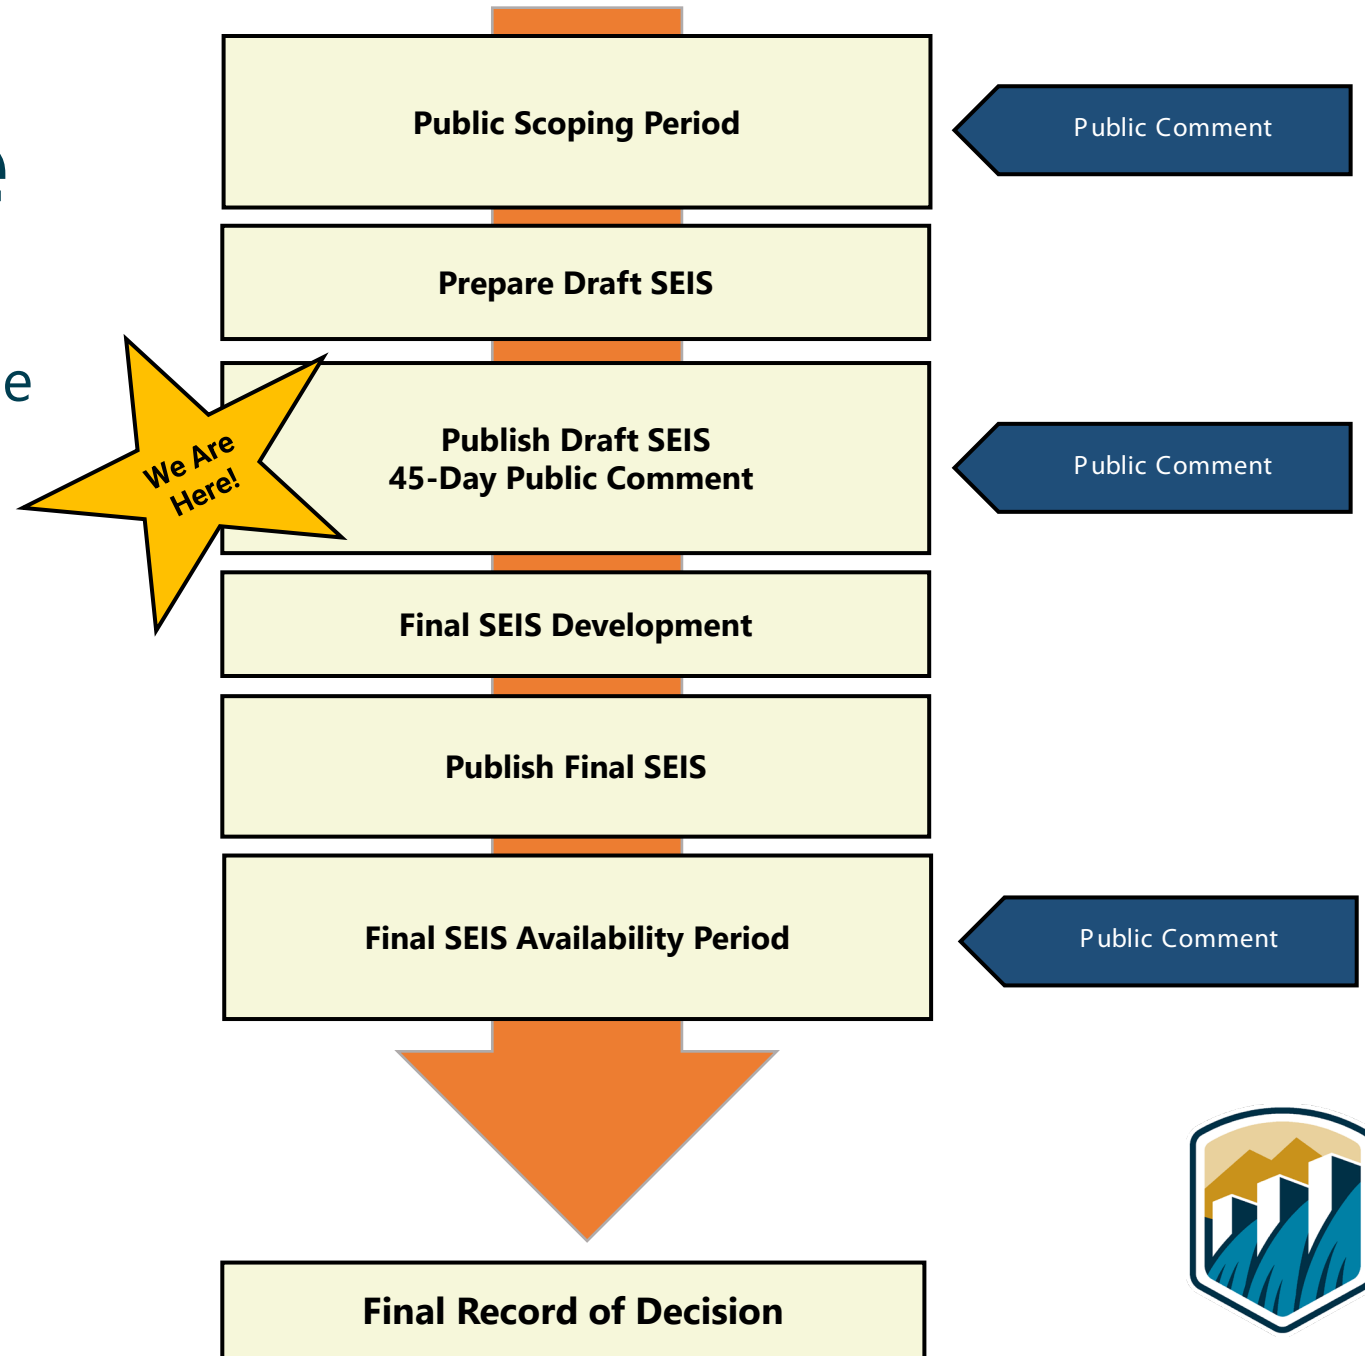 Public Scoping Period
Public Comment
e
Prepare Draft SEIS
e
We Are
Here!
Publish Draft SEIS
45-Day Public Comment
Public Comment
Final SEIS Development
Publish Final SEIS
Final SEIS Availability Period
Public Comment
Final Record of Decision